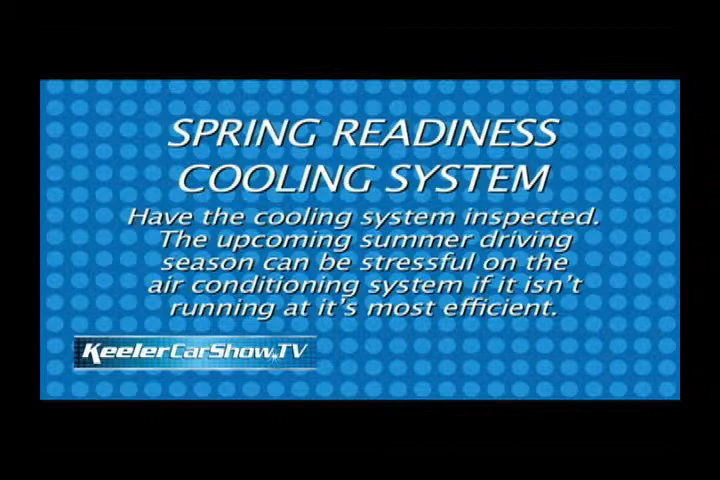 SPRING READINESS
COOLING SYSTEM
Have the cooling system inspected.
The upcoming summer driving
season can be stressful on the
air conditioning system if it isn't
running at it's most efficient.
KeelerCarShow.TV